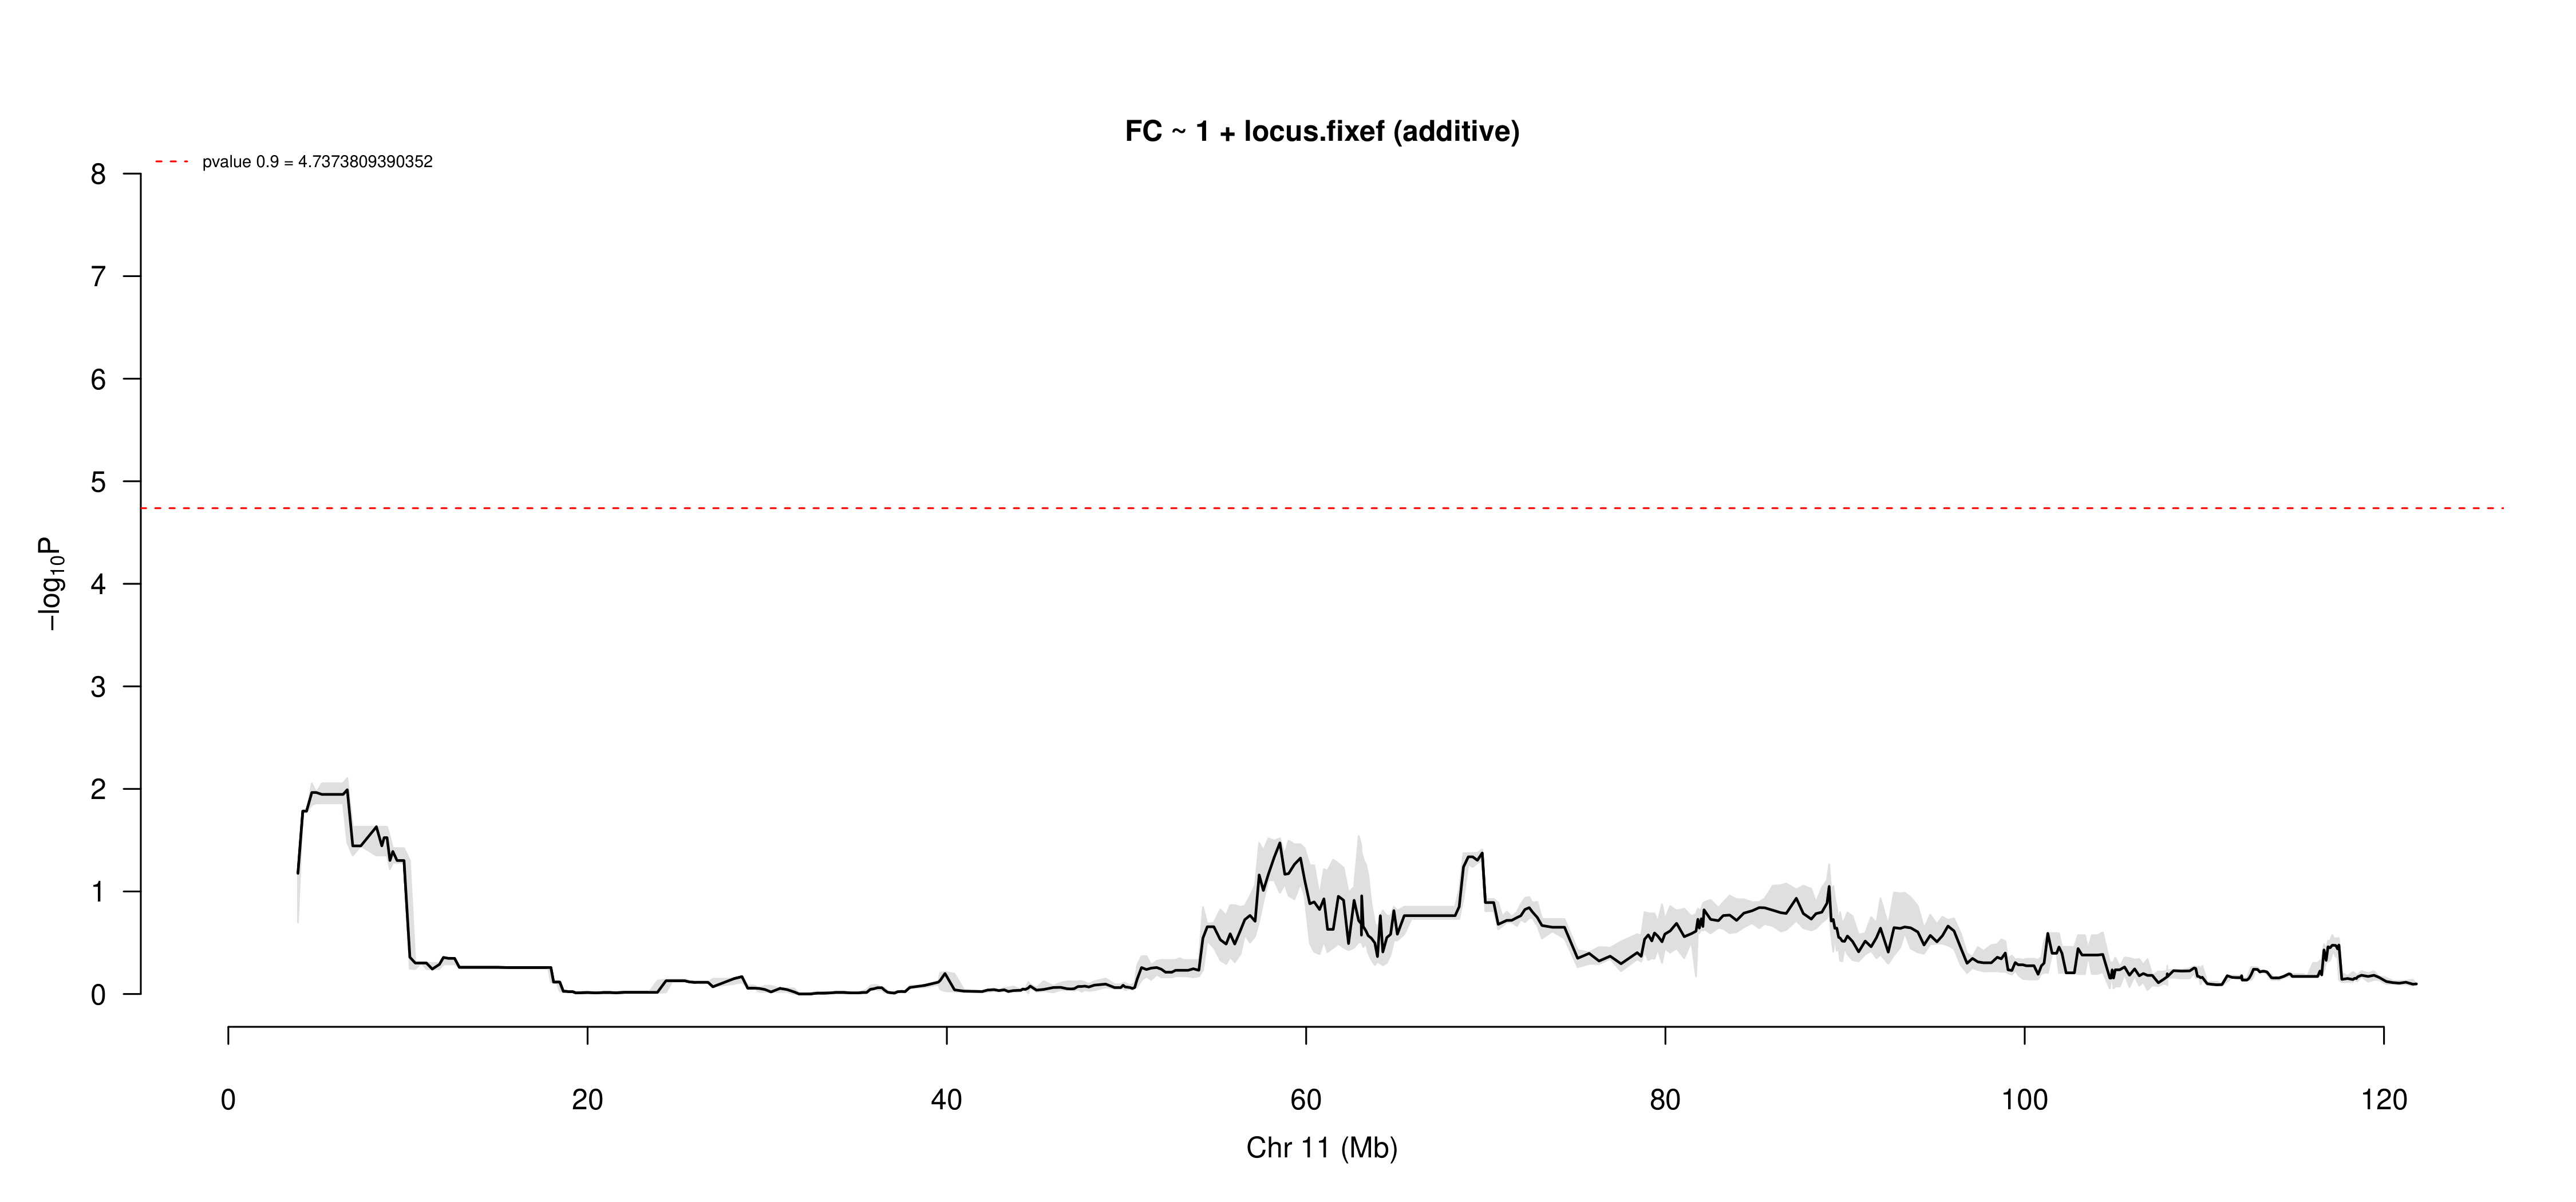 FC ~ 1 + locus.fixef (additive)
pvalue 0.9 = 4.7373809390352
8
7
6
5
4
3
2
1
0
−log10P
0 20 40 60 80 100 120
Chr 11 (Mb)